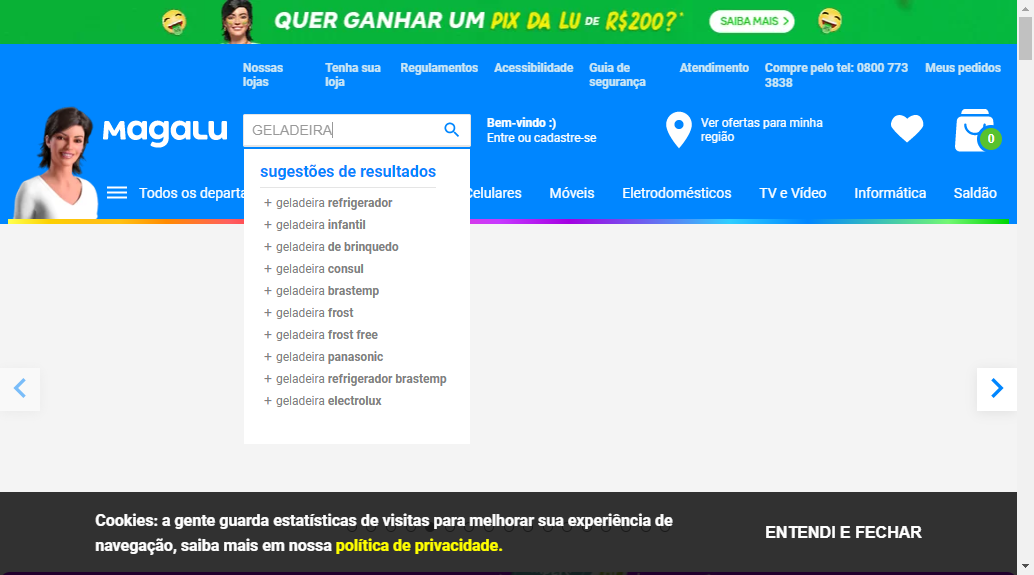 QUER GANHAR UM PIX DA LU DE R$200?*
SAIBA MAIS >
Nossas lojas
Tenha sua loja
Regulamentos
Acessibilidade
Guia de segurança
Atendimento
Compre pelo tel: 0800 773 3838
Meus pedidos
MagaLu
GELADEIRA
Bem-vindo :)
Entre ou cadastre-se
Ver ofertas para minha região
0
Todos os departa
Celulares
Móveis
Eletrodomésticos
TV e Vídeo
Informática
Saldão
sugestões de resultados
+ geladeira refrigerador
+ geladeira infantil
+ geladeira de brinquedo
+ geladeira consul
+ geladeira brastemp
+ geladeira frost
+ geladeira frost free
+ geladeira panasonic
+ geladeira refrigerador brastemp
+ geladeira electrolux
Cookies: a gente guarda estatísticas de visitas para melhorar sua experiência de
navegação, saiba mais em nossa política de privacidade.
ENTENDI E FECHAR